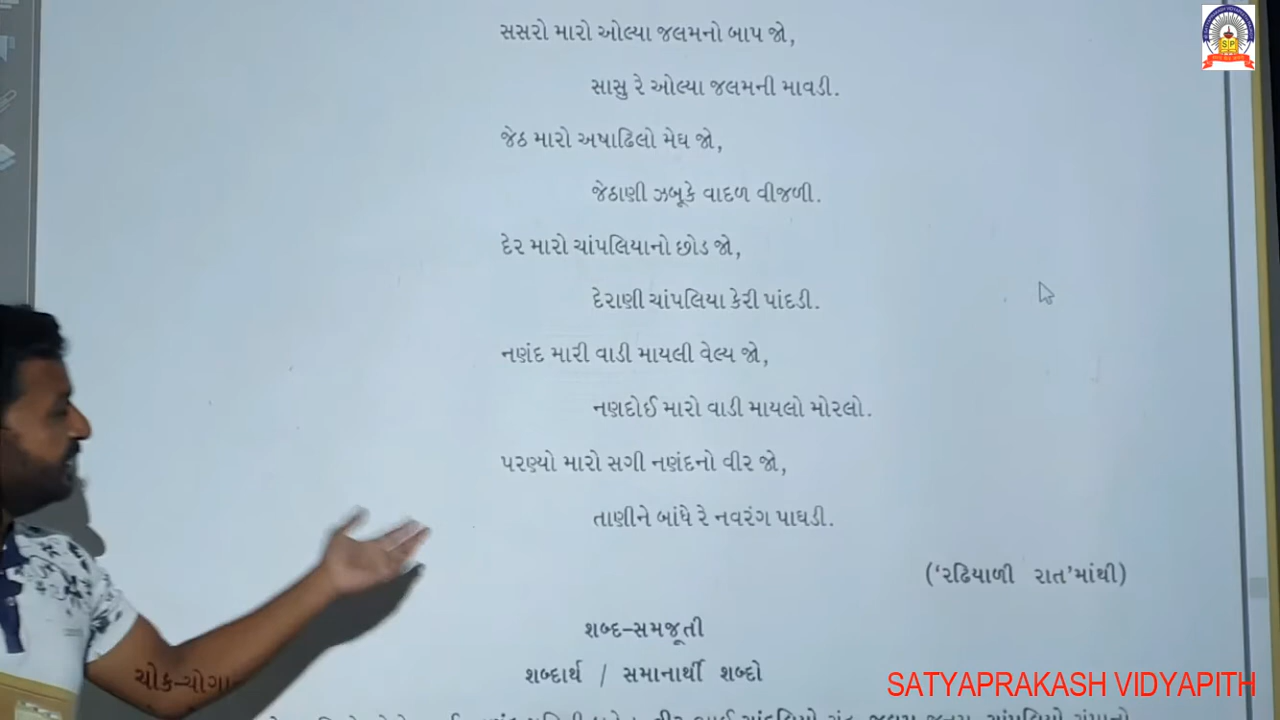 સસરો મારો ઓલ્યા જલમનો બાપ જો,
સાસુ રે ઓલ્યા જલમની માવડી.
જેઠ મારો અષાઢિલો મેઘ જો,
જેઠાણી ઝબૂકે વાદળ વીજળી.
દેર મારો ચાંપલિયાનો છોડ જો,
દેરાણી ચાંપલિયા કેરી પાંદડી.
નણંદ મારી વાડી માયલી વેલ્ય જો,
નણદોઈ મારો વાડી માયલો મોરલો.
પરણ્યો મારો સગી નણંદનો વીર જો,
તાણીને બાંધે રે નવરંગ પાઘડી.
(‘રઢિયાળી રાત’માંથી)
શબ્દ-સમજૂતી
શબ્દાર્થ / સમાનાર્થી શબ્દો
ચોક-ચોગા
SATYAPRAKASH VIDYAPITH